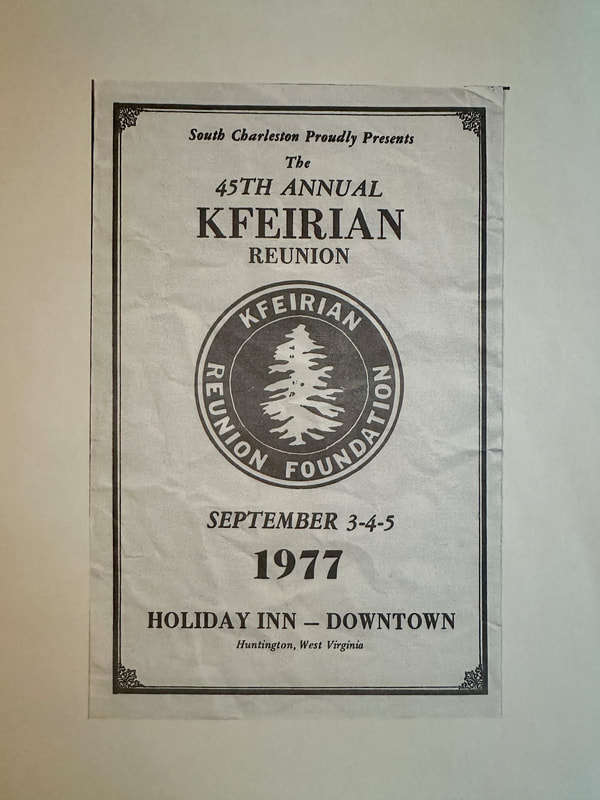 South Charleston Proudly Presents
The
45TH ANNUAL
KFEIRIAN
REUNION
KFEIRIAN
REUNION FOUNDATION
SEPTEMBER 3-4-5
1977
HOLIDAY INN — DOWNTOWN
Huntington, West Virginia